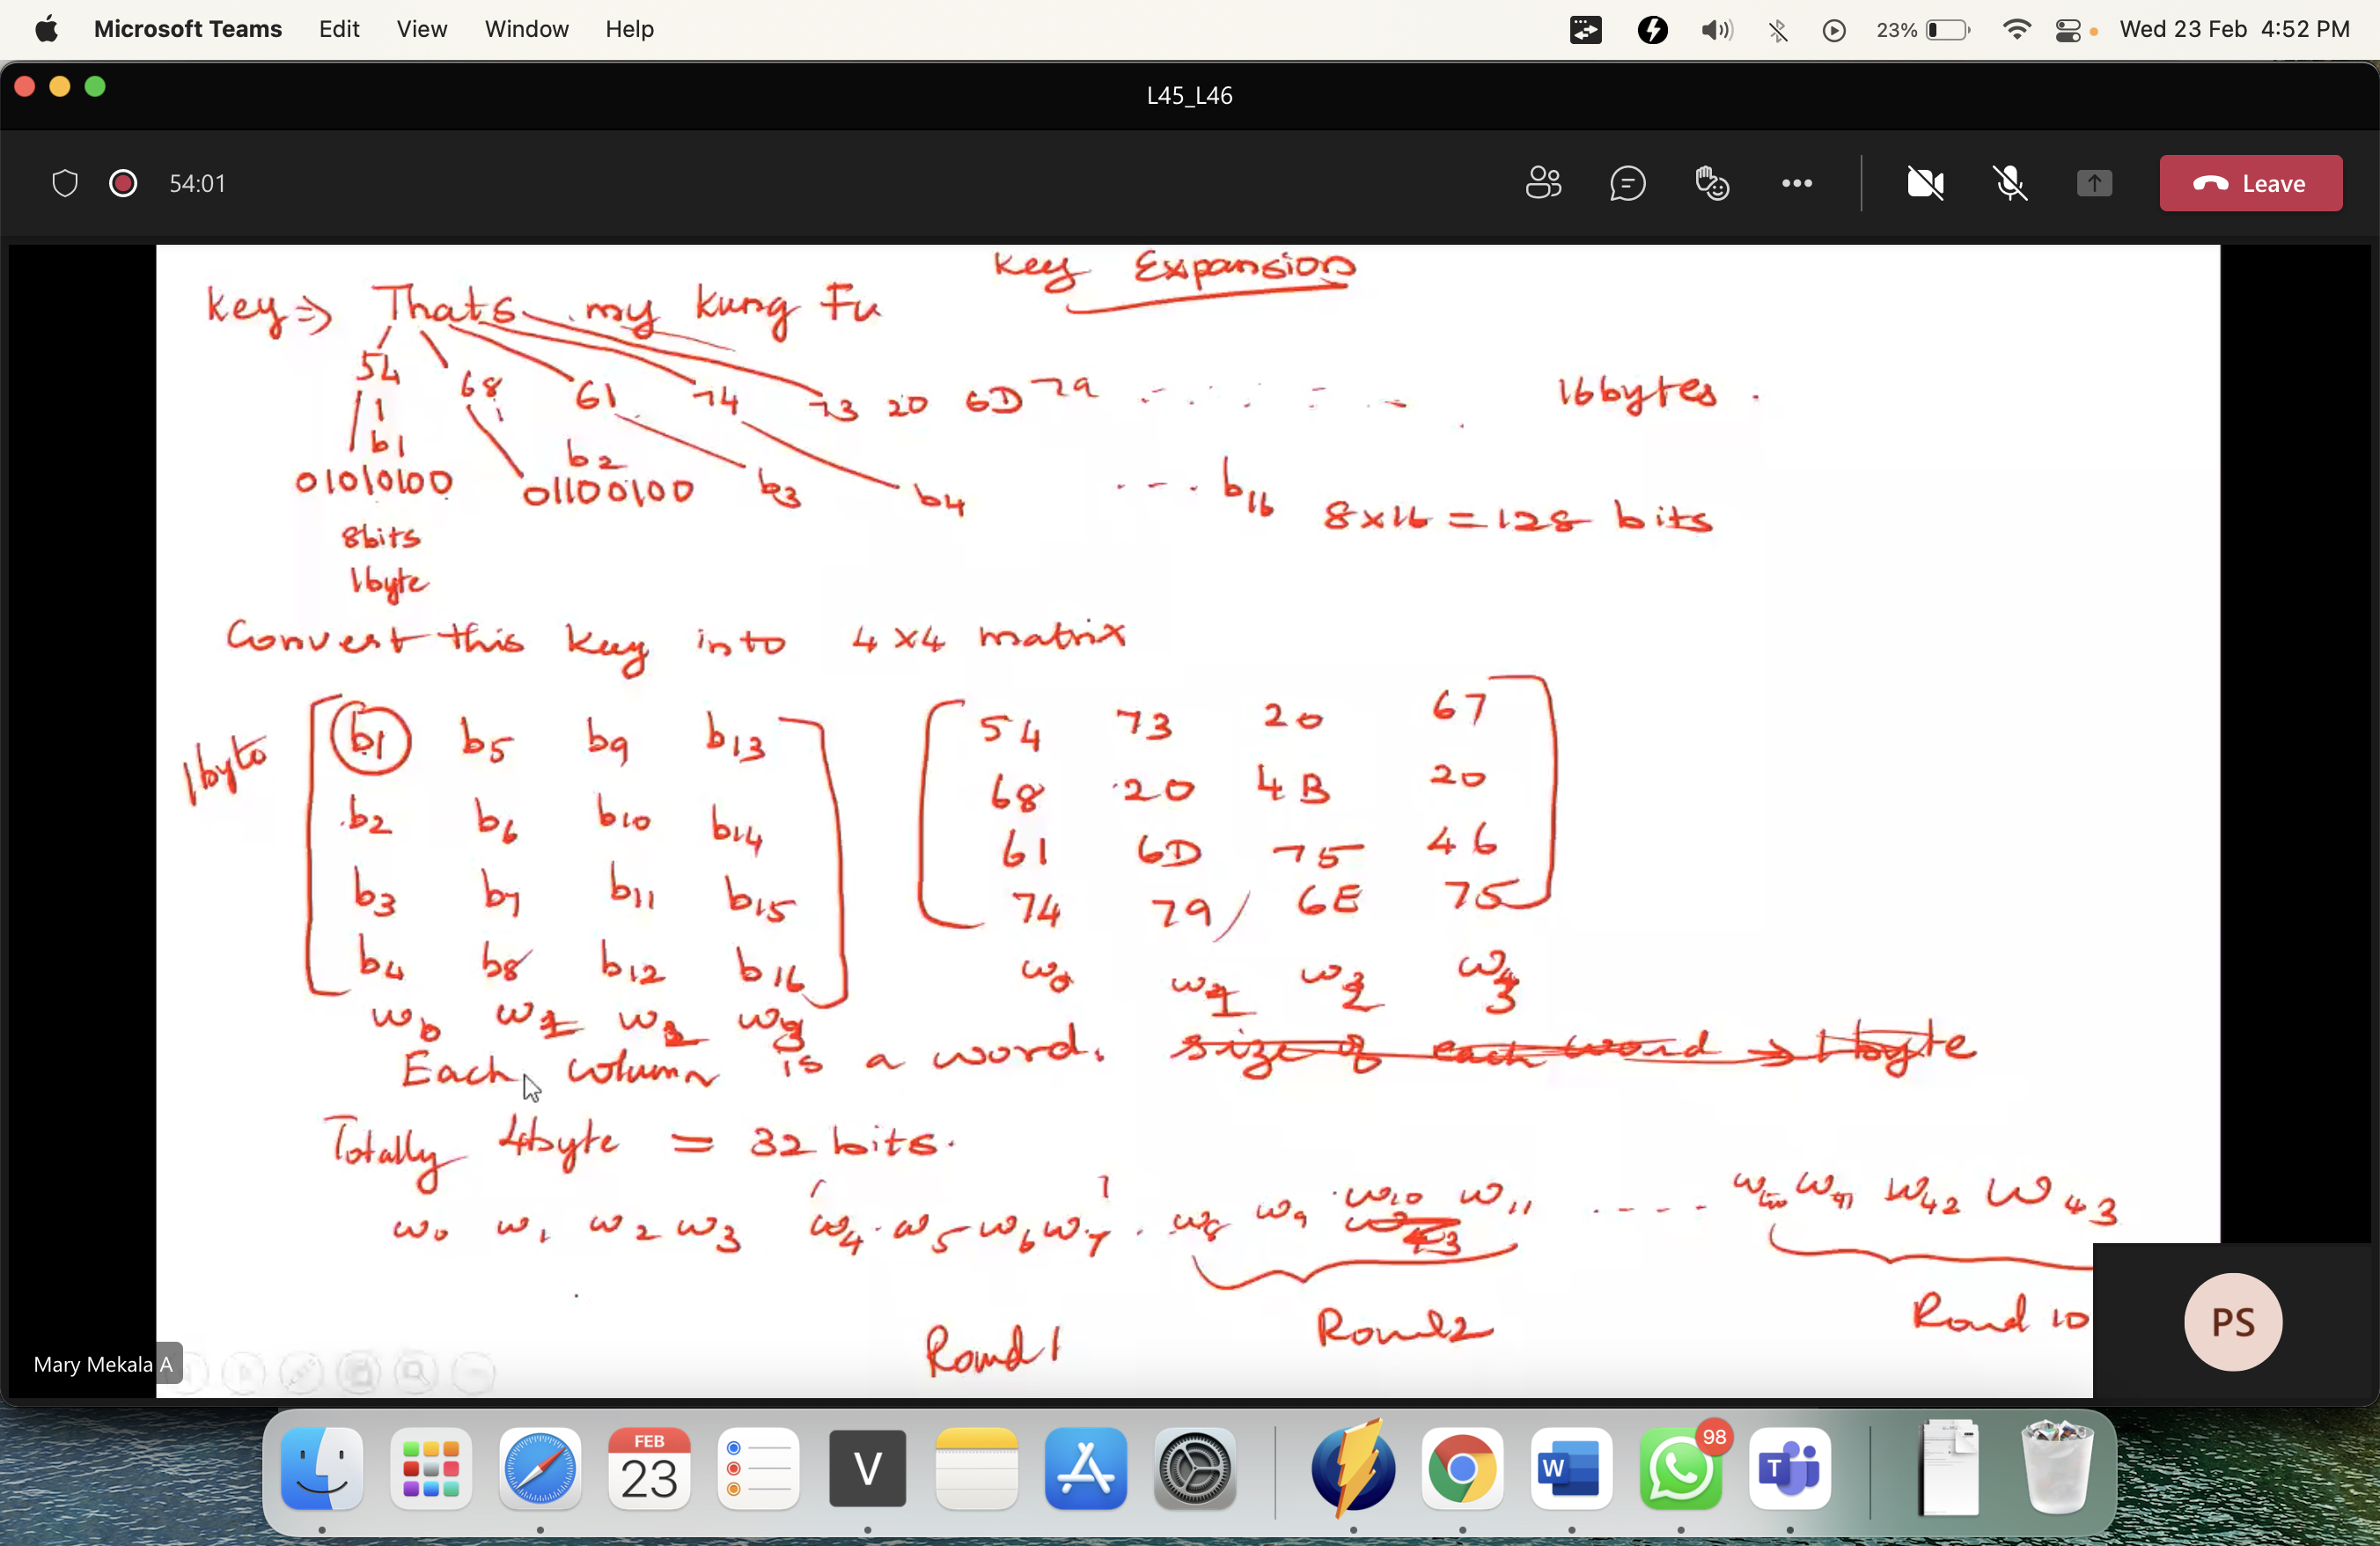 Microsoft Teams Edit View Window Help 23% Wed 23 Feb 4:52 PM
L45_L46
54:01 Leave
Key Expansion
Key => Thats my Kung Fu
54 68 61 74 73 20 6D 79 16bytes.
b1 b2 b3 b4 .... b16
01010100 01100100
8x16 = 128 bits
8bits
1byte
Convert this key into 4x4 matrix
1byte
b1 b5 b9 b13
b2 b6 b10 b14
b3 b7 b11 b15
b4 b8 b12 b16
w0 w1 w2 w3
54 73 20 67
68 20 4B 20
61 6D 75 46
74 79 6E 75
w0 w1 w2 w3
Each column is a word. size of each word → 1 byte
Totally 4byte = 32 bits.
w0 w1 w2 w3 w4 w5 w6 w7 w8 w9 w10 w11 .... w40 w41 w42 w43
Round 1 Round 2 Round 10
Mary Mekala A
PS
FEB
23
V
W
98
T